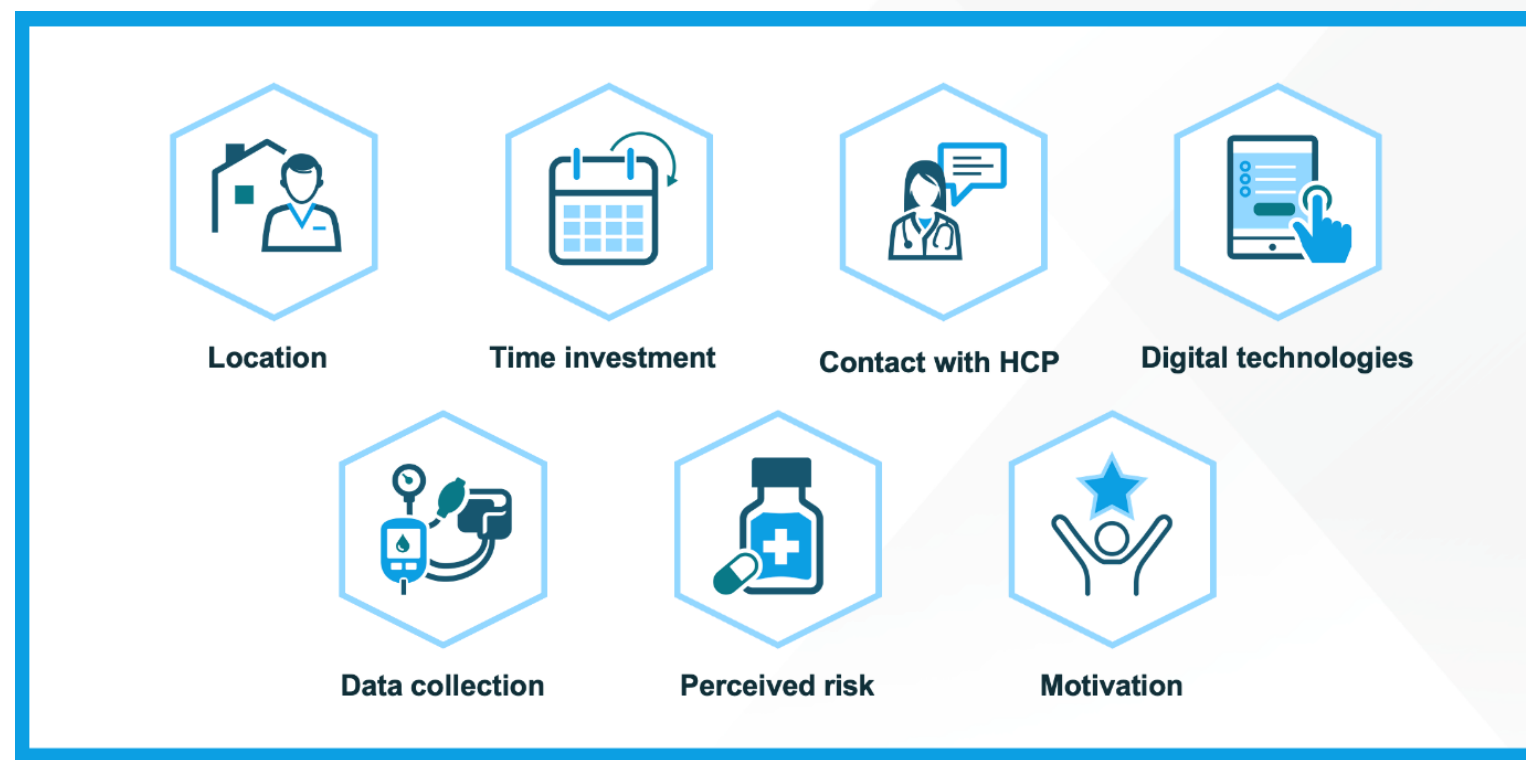 Location
Time investment
Contact with HCP
Digital technologies
Data collection
Perceived risk
Motivation